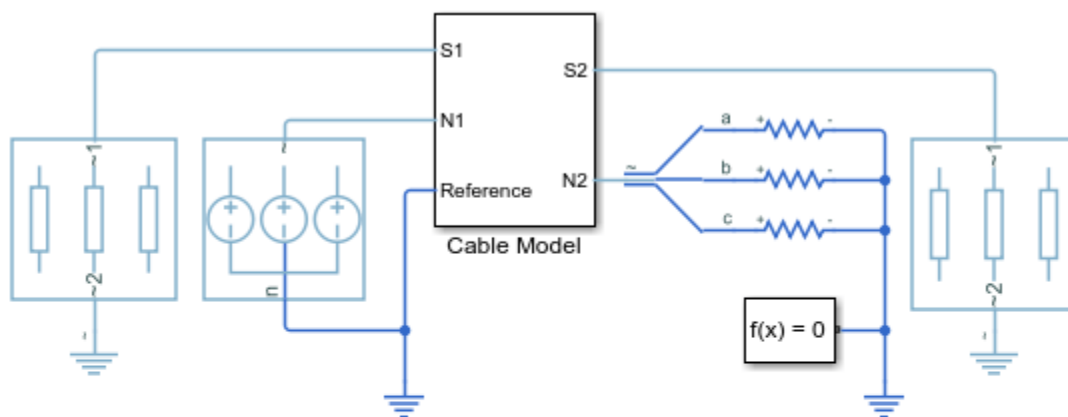 S1
S2
N1
a
+
-
~1
~
~1
b
+
-
Reference
~
N2
c
+
-
+
+
+
Cable Model
~2
n
~2
f(x) = 0
~
~